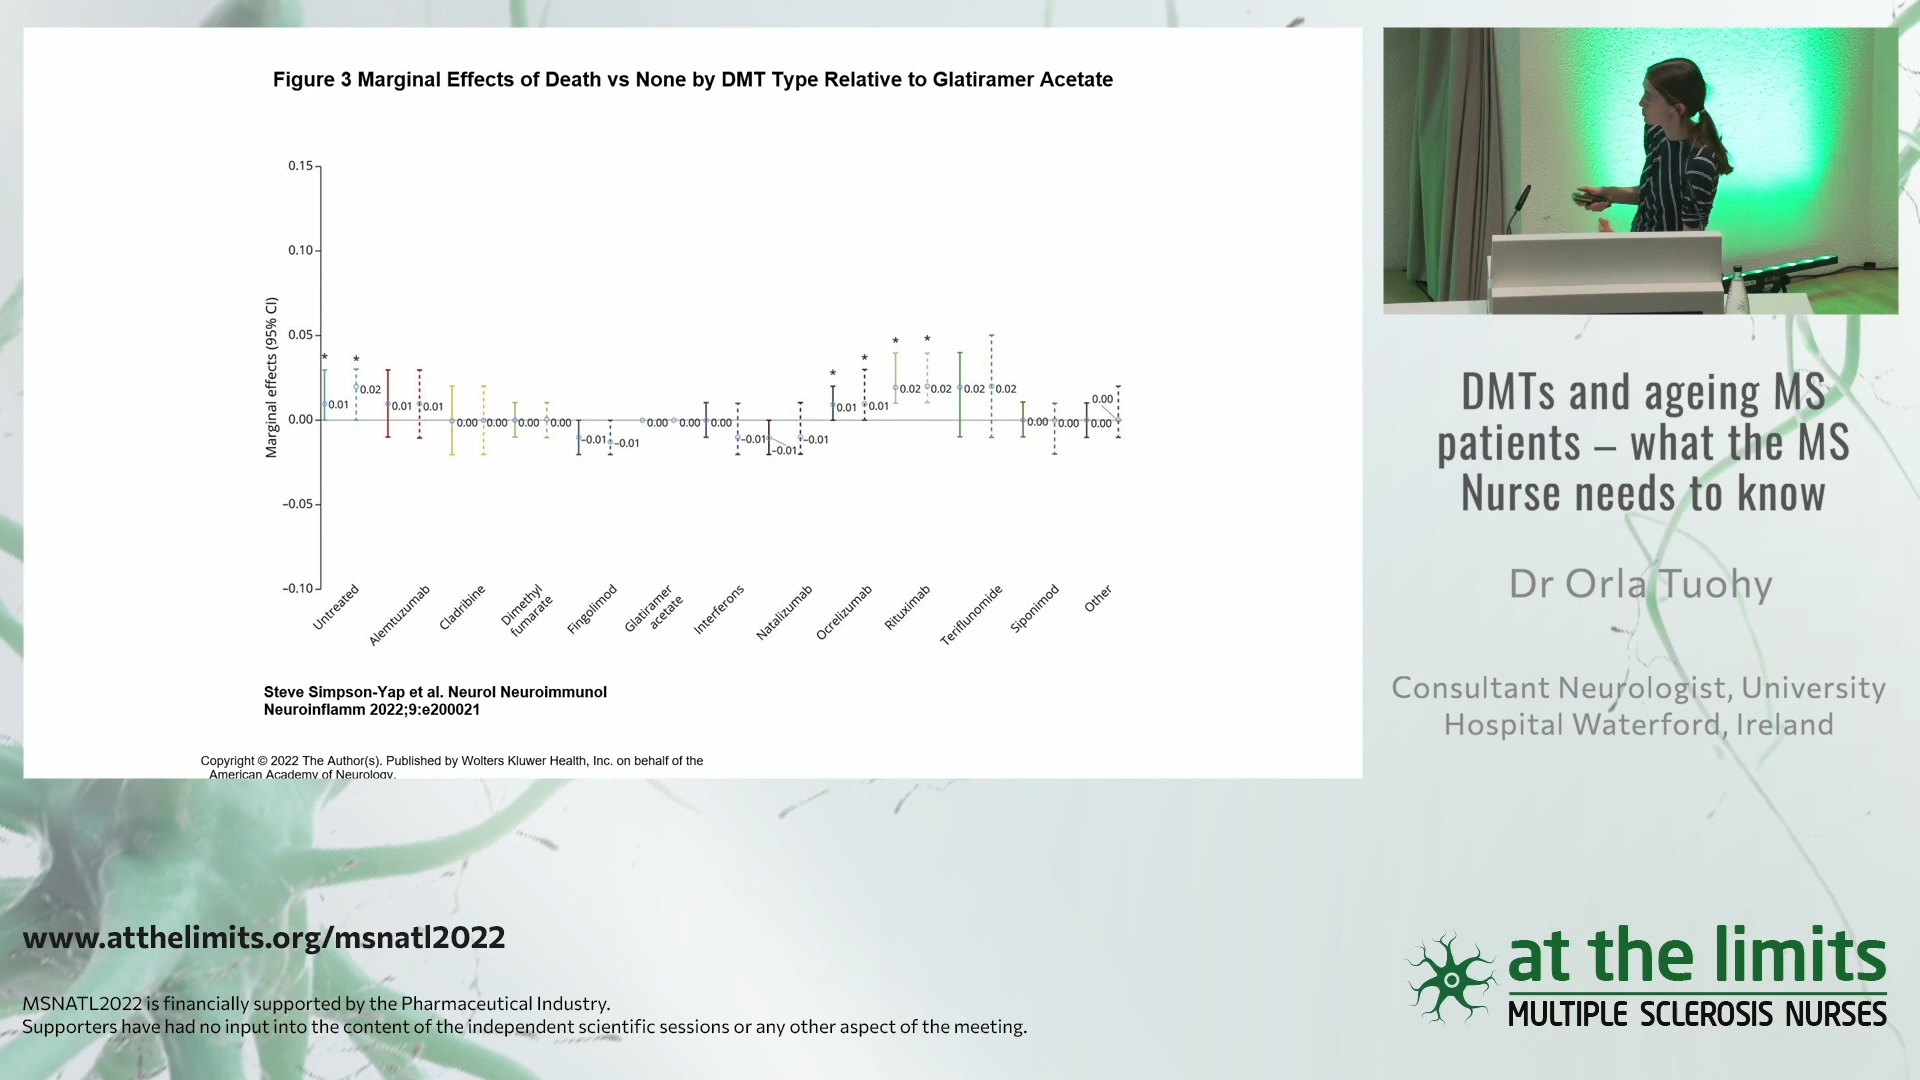 Figure 3 Marginal Effects of Death vs None by DMT Type Relative to Glatiramer Acetate
Marginal effects (95% CI)
0.15
0.10
0.05
0.00
–0.05
–0.10
* * * * * *
0.01 0.02 0.01 0.01 0.00 0.00 0.00 0.00 –0.01 –0.01 0.00 0.00 0.00 –0.01 –0.01 –0.01 0.01 0.01 0.02 0.02 0.02 0.02 0.00 0.00 0.00 0.00
Untreated
Alemtuzumab
Cladribine
Dimethyl
fumarate
Fingolimod
Glatiramer
acetate
Interferons
Natalizumab
Ocrelizumab
Rituximab
Teriflunomide
Siponimod
Other
Steve Simpson-Yap et al. Neurol Neuroimmunol
Neuroinflamm 2022;9:e200021
Copyright © 2022 The Author(s). Published by Wolters Kluwer Health, Inc. on behalf of the
American Academy of Neurology.
DMTs and ageing MS
patients – what the MS
Nurse needs to know
Dr Orla Tuohy
Consultant Neurologist, University
Hospital Waterford, Ireland
www.atthelimits.org/msnatl2022
MSNATL2022 is financially supported by the Pharmaceutical Industry.
Supporters have had no input into the content of the independent scientific sessions or any other aspect of the meeting.
at the limits
MULTIPLE SCLEROSIS NURSES